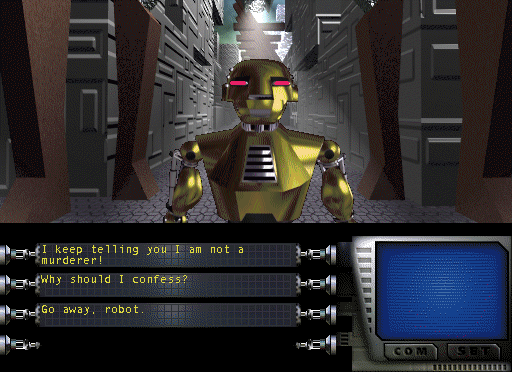 I keep telling you I am not a
murderer!
Why should I confess?
Go away, robot.
COM SET